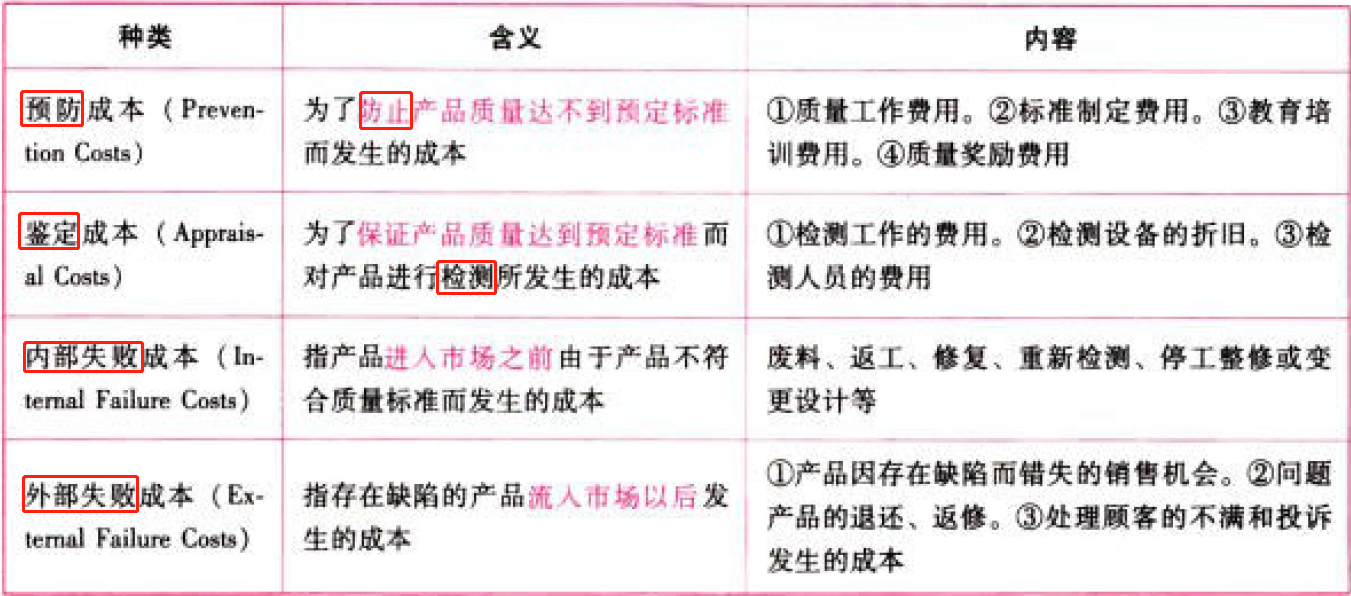 种类 含义 内容
预防成本（Preven-
tion Costs）
为了防止产品质量达不到预定标准
而发生的成本
①质量工作费用。②标准制定费用。③教育培
训费用。④质量奖励费用
鉴定成本（Apprais-
al Costs）
为了保证产品质量达到预定标准而
对产品进行检测所发生的成本
①检测工作的费用。②检测设备的折旧。③检
测人员的费用
内部失败成本（In-
ternal Failure Costs）
指产品进入市场之前由于产品不符
合质量标准而发生的成本
废料、返工、修复、重新检测、停工整修或变
更设计等
外部失败成本（Ex-
ternal Failure Costs）
指存在缺陷的产品流入市场以后发
生的成本
①产品因存在缺陷而错失的销售机会。②问题
产品的退还、返修。③处理顾客的不满和投诉
发生的成本